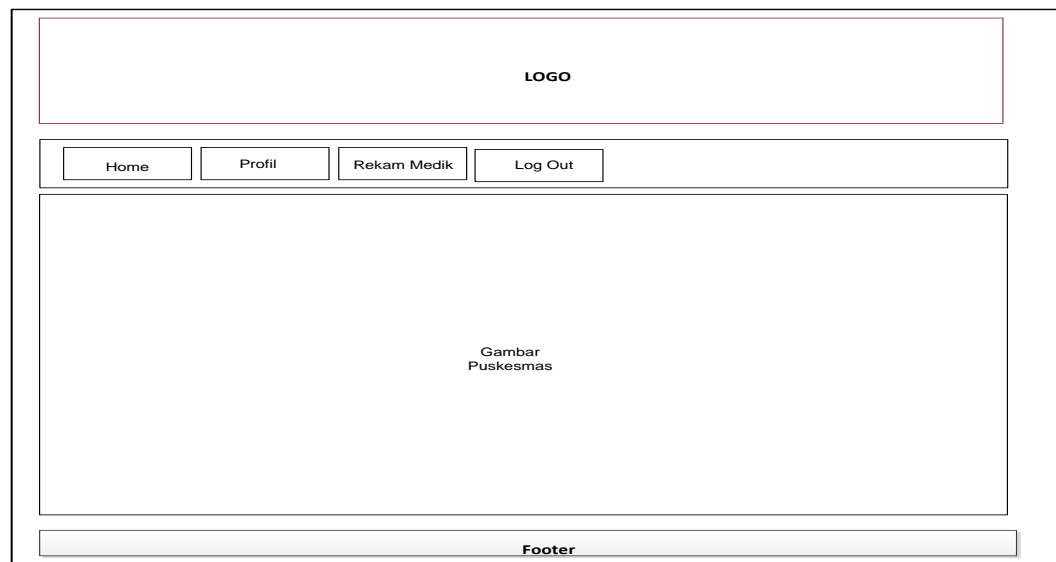 LOGO
Home
Profil
Rekam Medik
Log Out
Gambar
Puskesmas
Footer